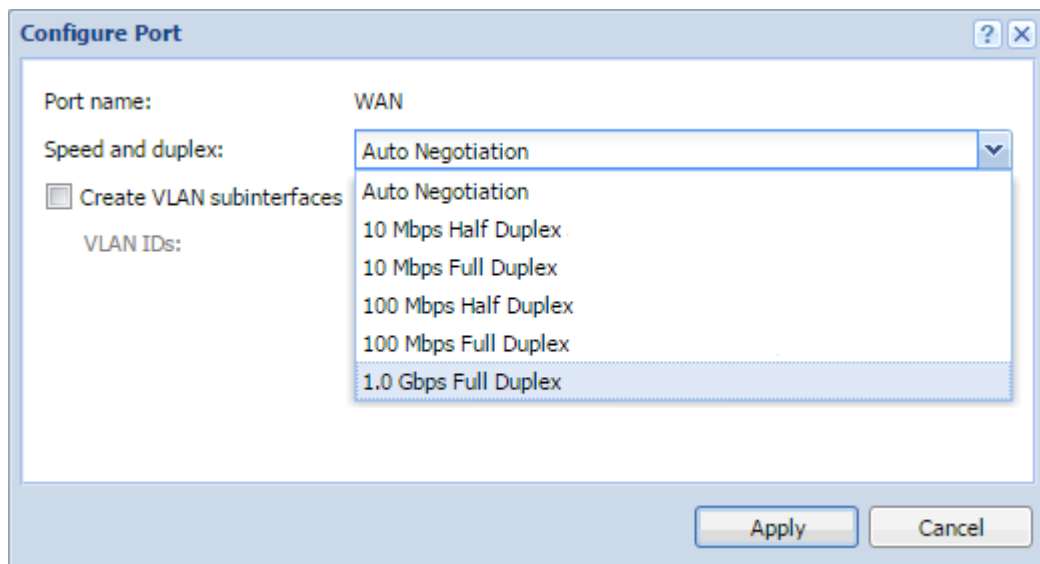 Configure Port
?
Port name: WAN
Speed and duplex: Auto Negotiation
Create VLAN subinterfaces
VLAN IDs:
Auto Negotiation
10 Mbps Half Duplex
10 Mbps Full Duplex
100 Mbps Half Duplex
100 Mbps Full Duplex
1.0 Gbps Full Duplex
Apply
Cancel